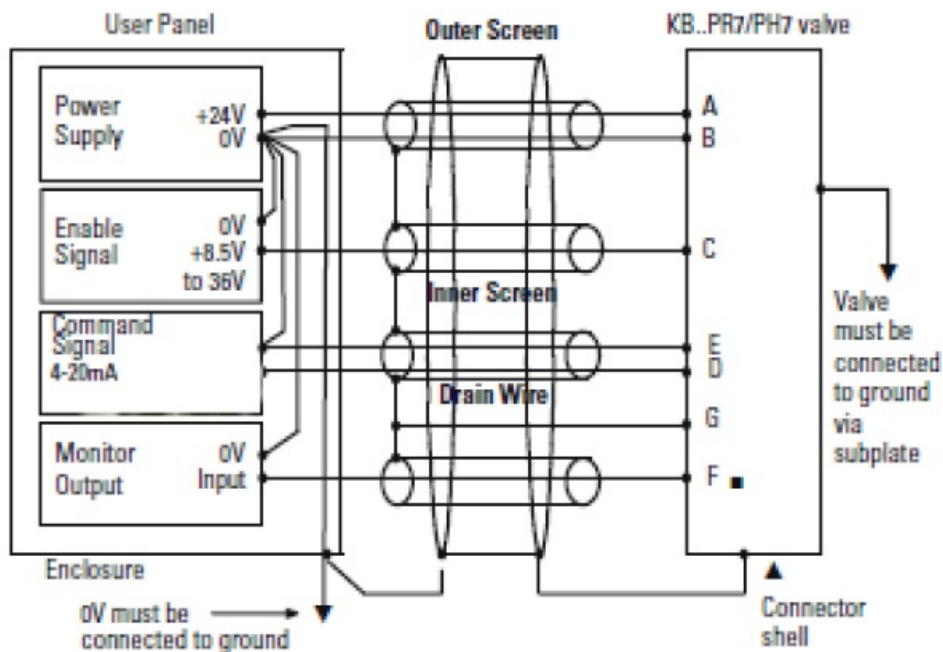 User Panel
Outer Screen
KB..PR7/PH7 valve
Power
Supply
+24V
0V
Enable
Signal
0V
+8.5V
to 36V
Command
Signal
4-20mA
Monitor
Output
0V
Input
Enclosure
0V must be
connected to ground
Inner Screen
Drain Wire
A
B
C
E
D
G
F
Valve
must be
connected
to ground
via
subplate
Connector
shell